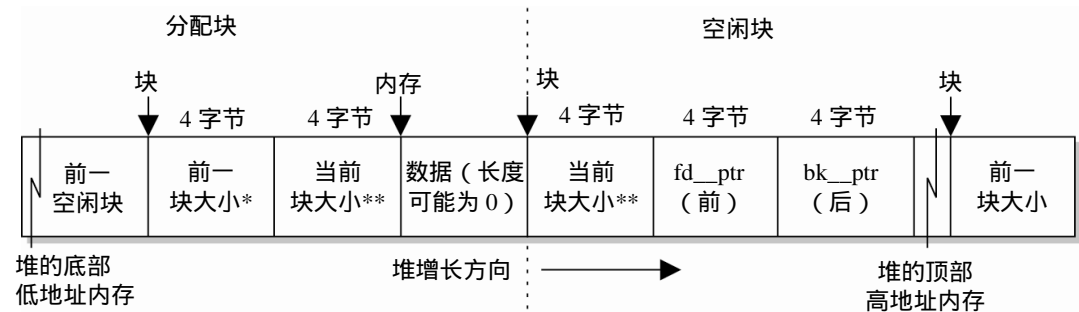 分配块
空闲块
块
内存
块
块
4 字节
4 字节
4 字节
4 字节
4 字节
前一
空闲块
前一
块大小*
当前
块大小**
数据（长度
可能为 0）
当前
块大小**
fd__ptr
（前）
bk__ptr
（后）
前一
块大小
堆的底部
低地址内存
堆增长方向
堆的顶部
高地址内存